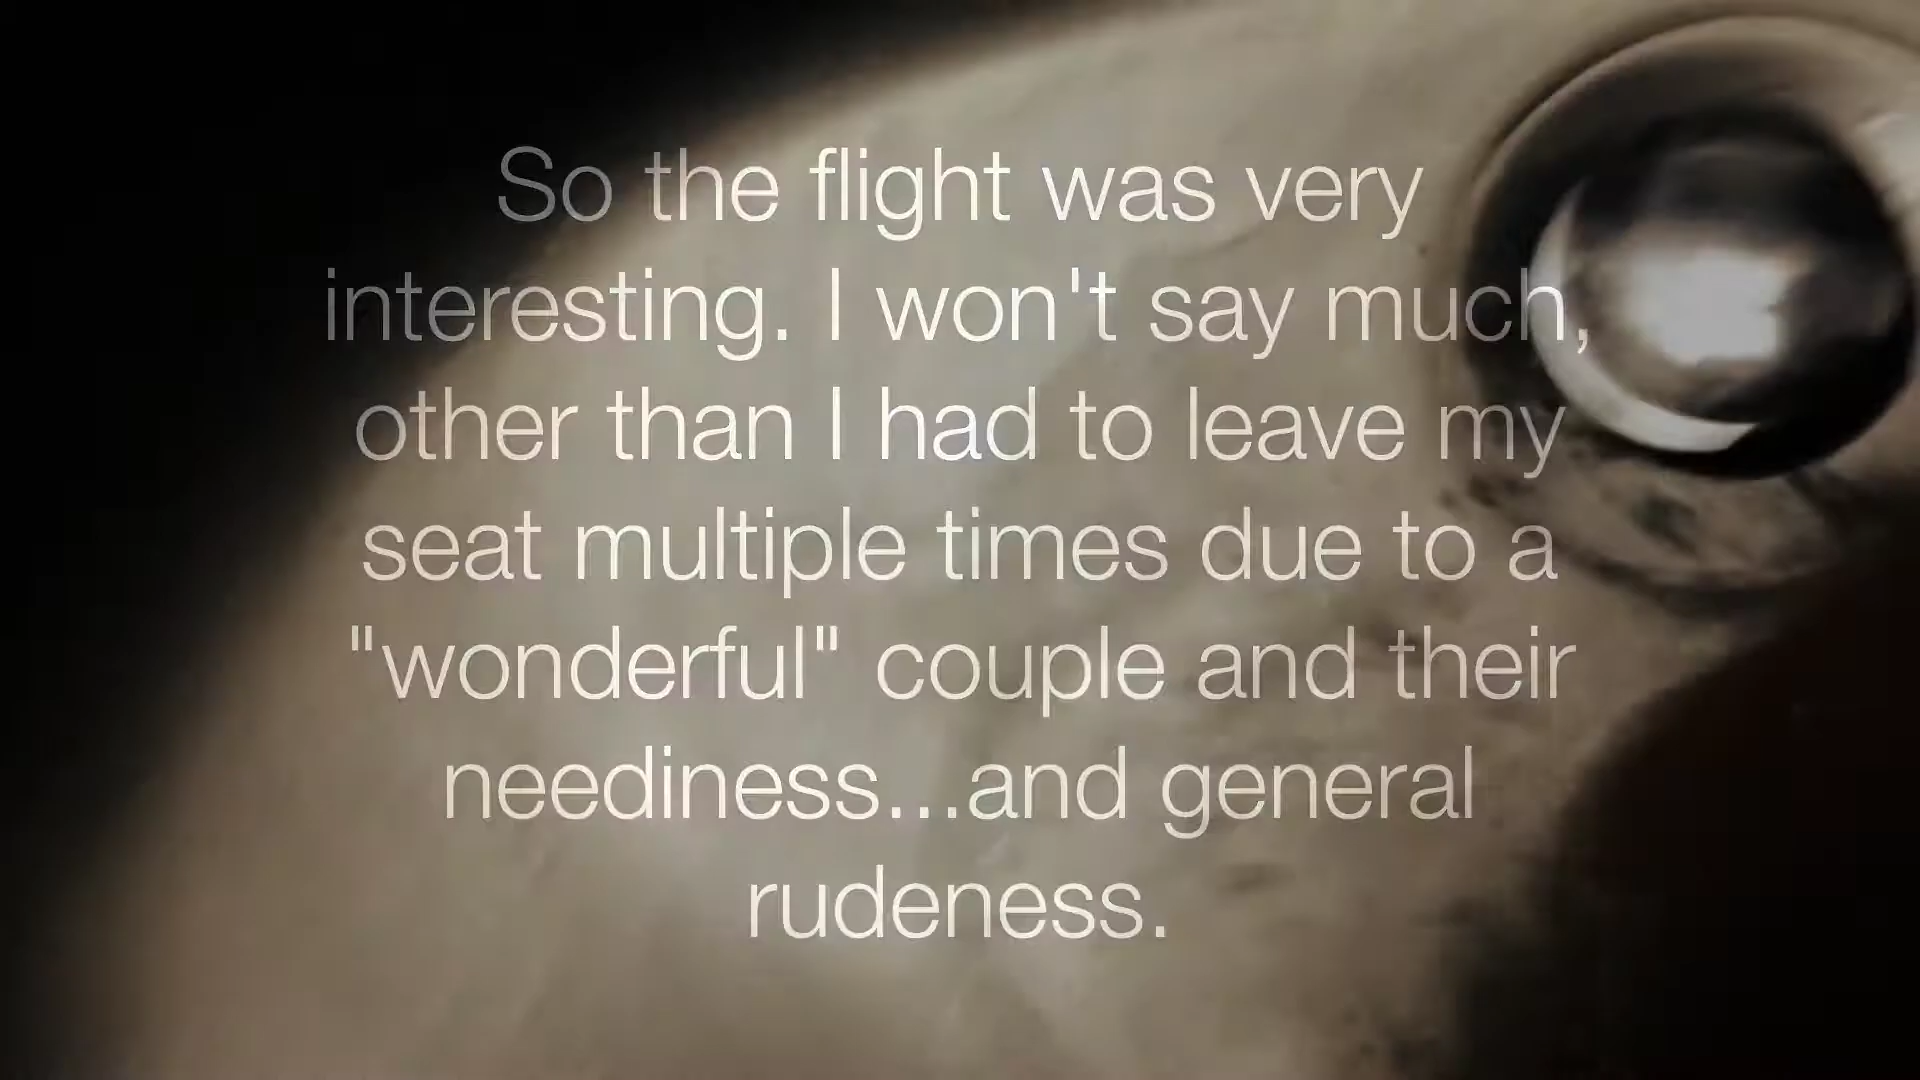 So the flight was very
interesting. I won't say much,
other than I had to leave my
seat multiple times due to a
"wonderful" couple and their
neediness...and general
rudeness.